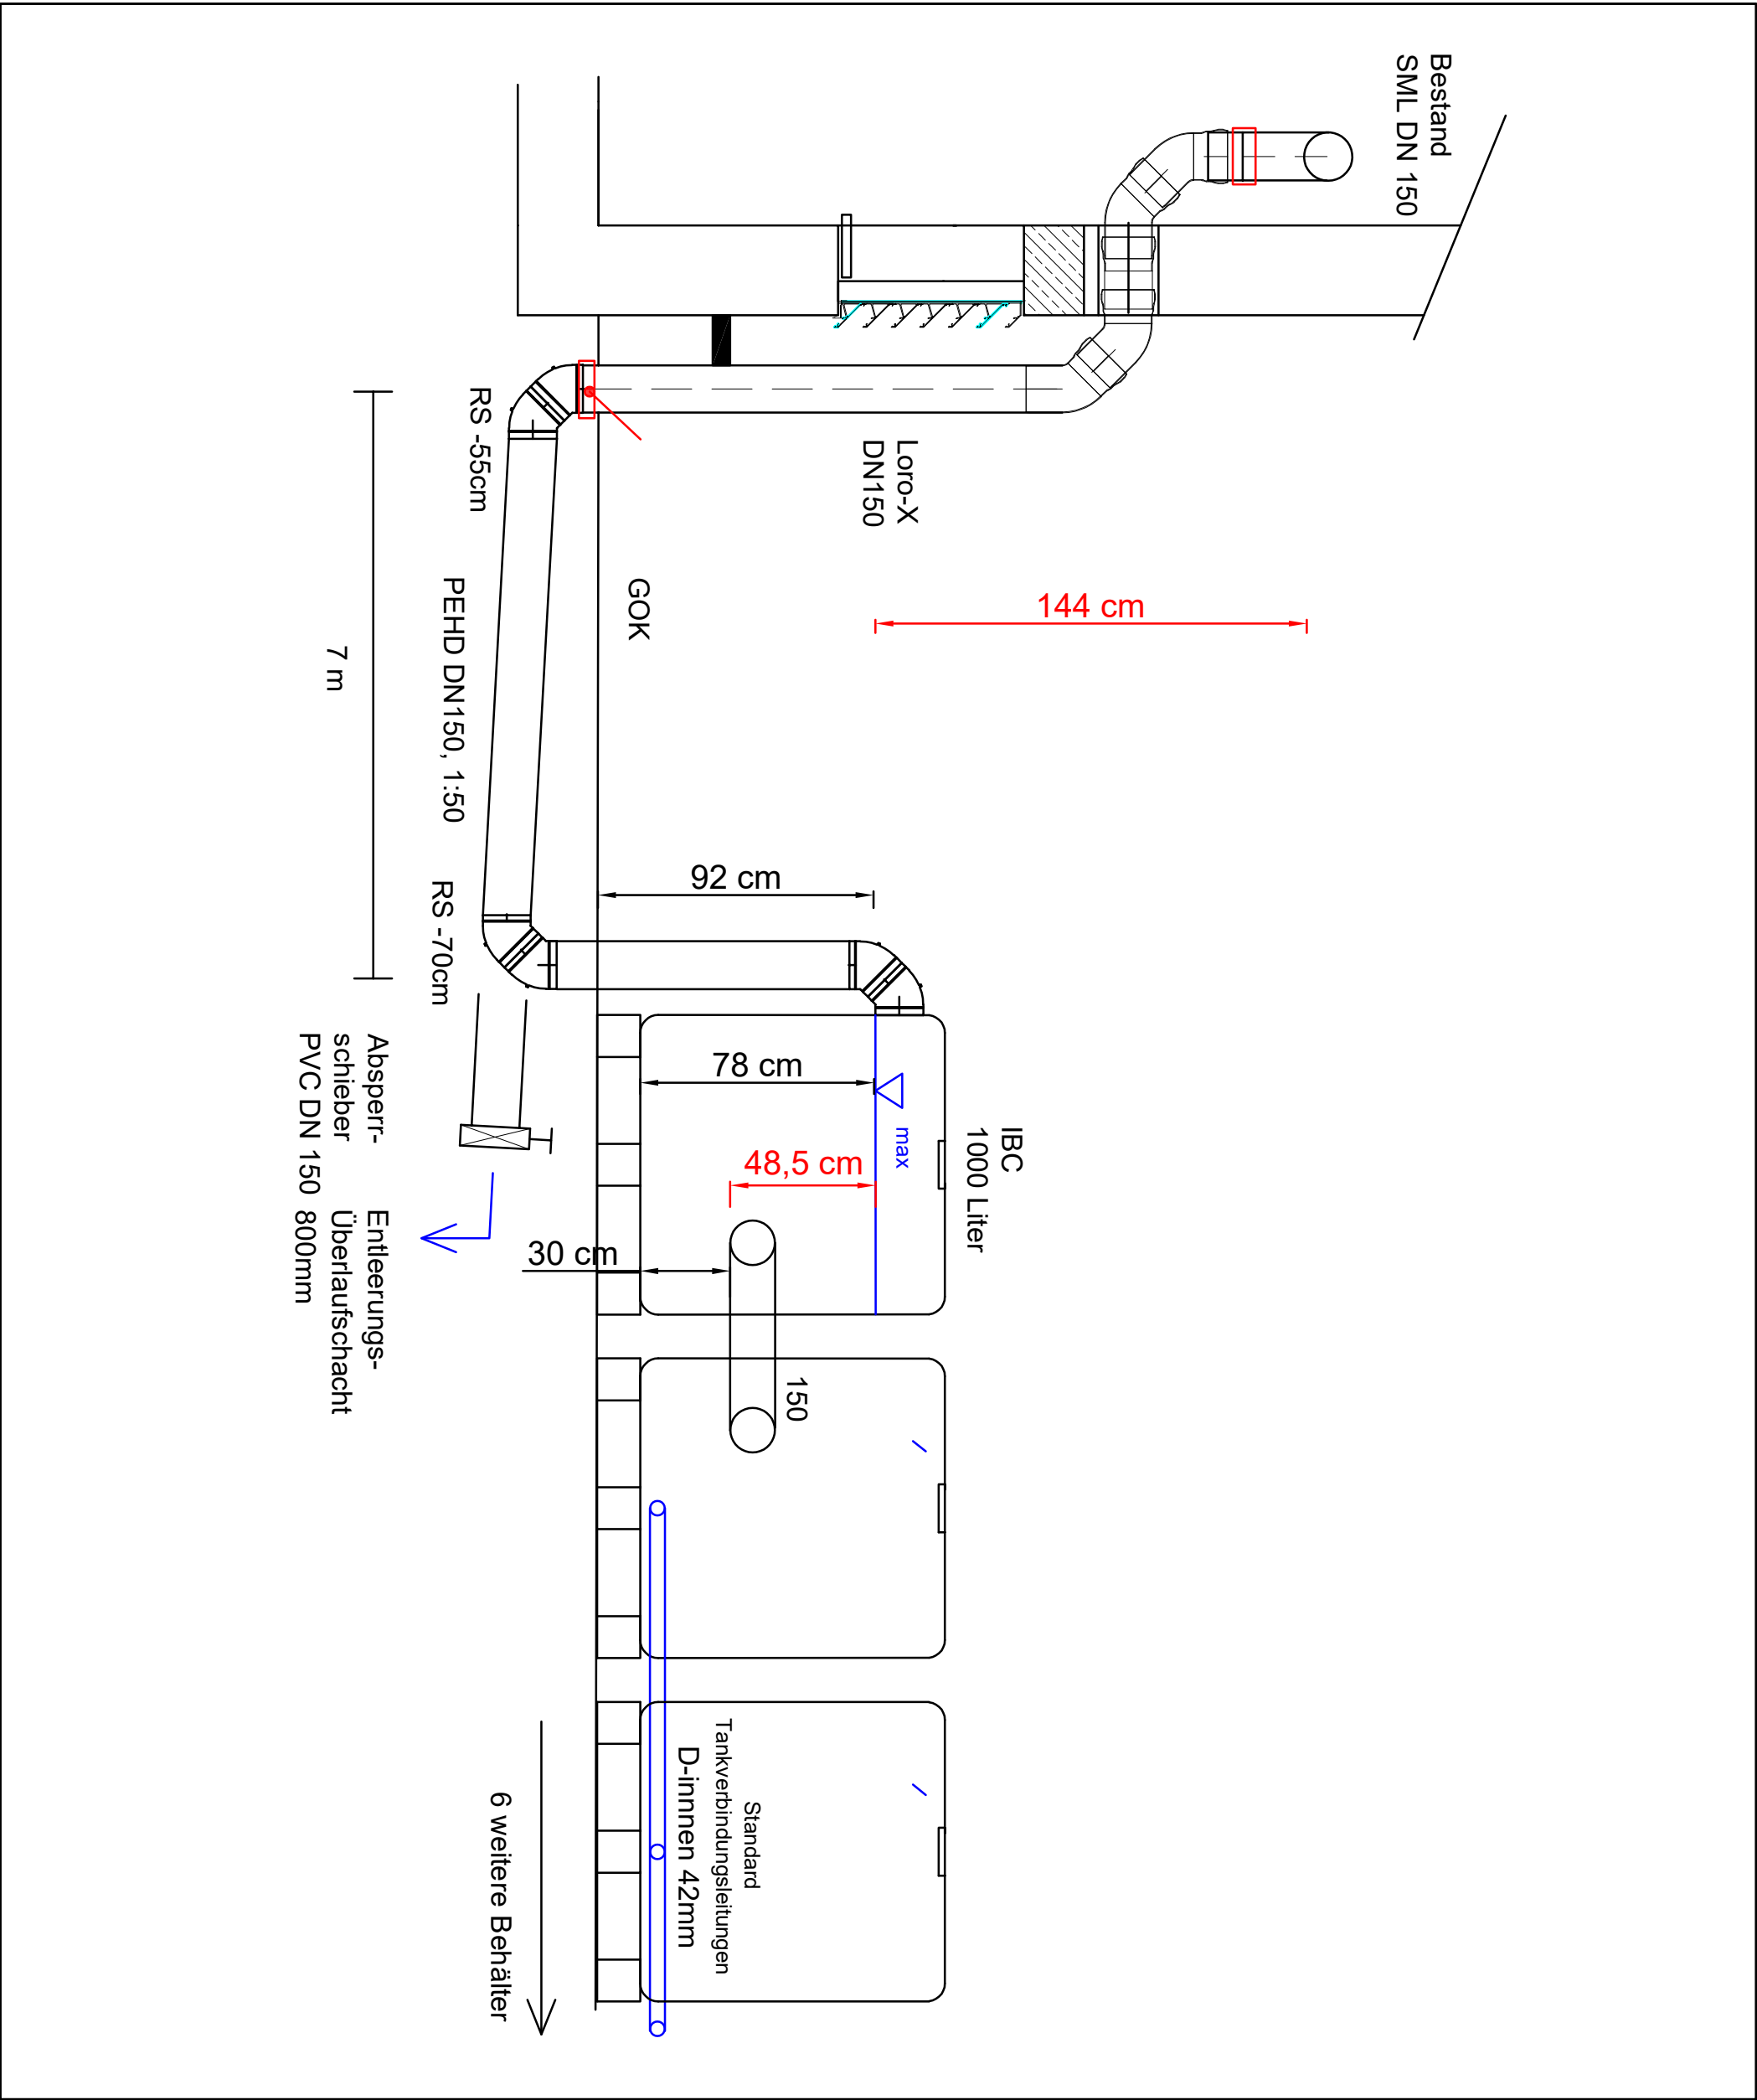 Bestand
SML DN 150
Loro-X
DN150
144 cm
GOK
RS -55cm
PEHD DN150, 1:50
7 m
RS -70cm
92 cm
78 cm
max
48,5 cm
30 cm
IBC
1000 Liter
150
Absperr-
schieber
PVC DN 150
Entleerungs-
Überlaufschacht
800mm
Standard
Tankverbindungsleitungen
D-innnen 42mm
6 weitere Behälter